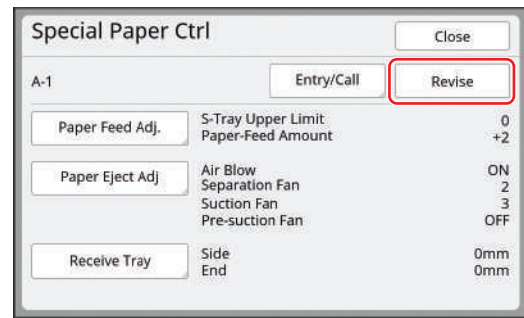 Special Paper Ctrl
Close
A-1
Entry/Call
Revise
Paper Feed Adj.
S-Tray Upper Limit 0
Paper-Feed Amount +2
Paper Eject Adj
Air Blow ON
Separation Fan 2
Suction Fan 3
Pre-suction Fan OFF
Receive Tray
Side 0mm
End 0mm